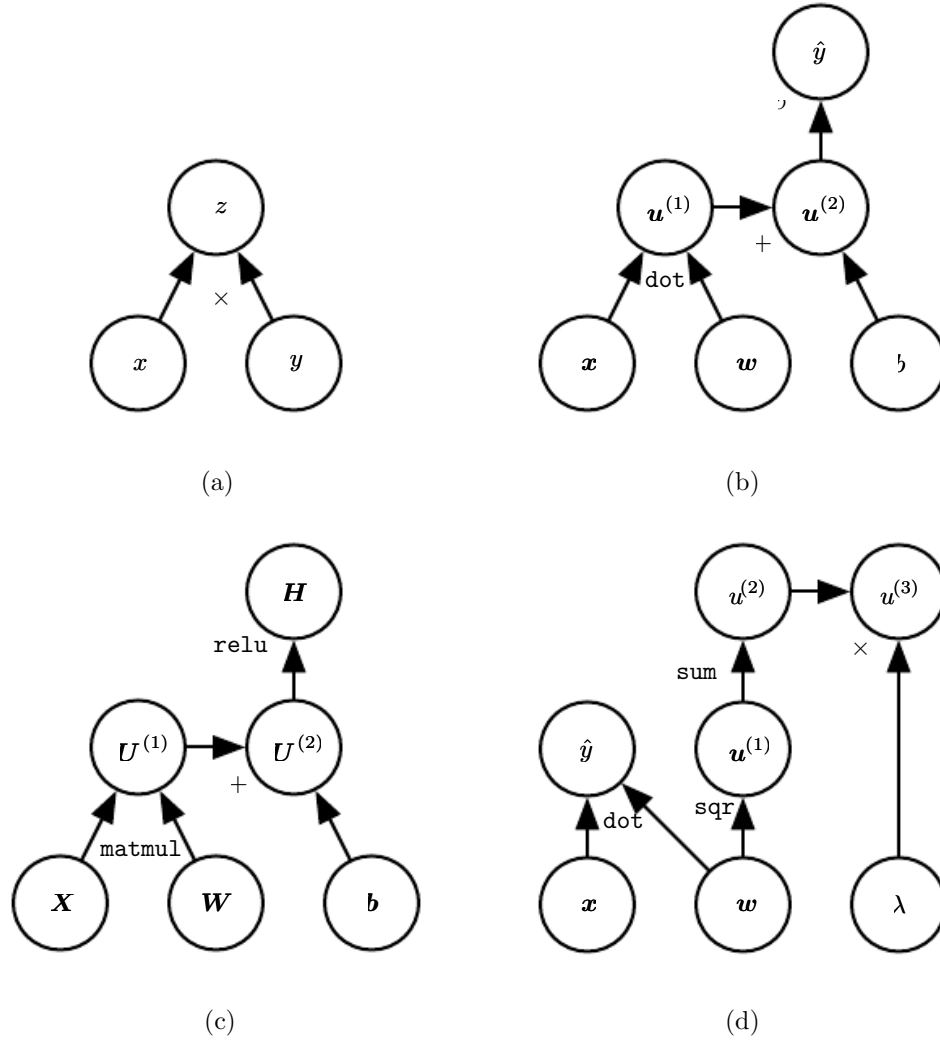 ŷ
z
u(1) u(2)
+
dot
×
x y
x w
(a) (b)
H
u(2) u(3)
relu
×
sum
U(1) U(2)
ŷ u(1)
+
sqr
dot
matmul
X W b
x w λ
(c) (d)